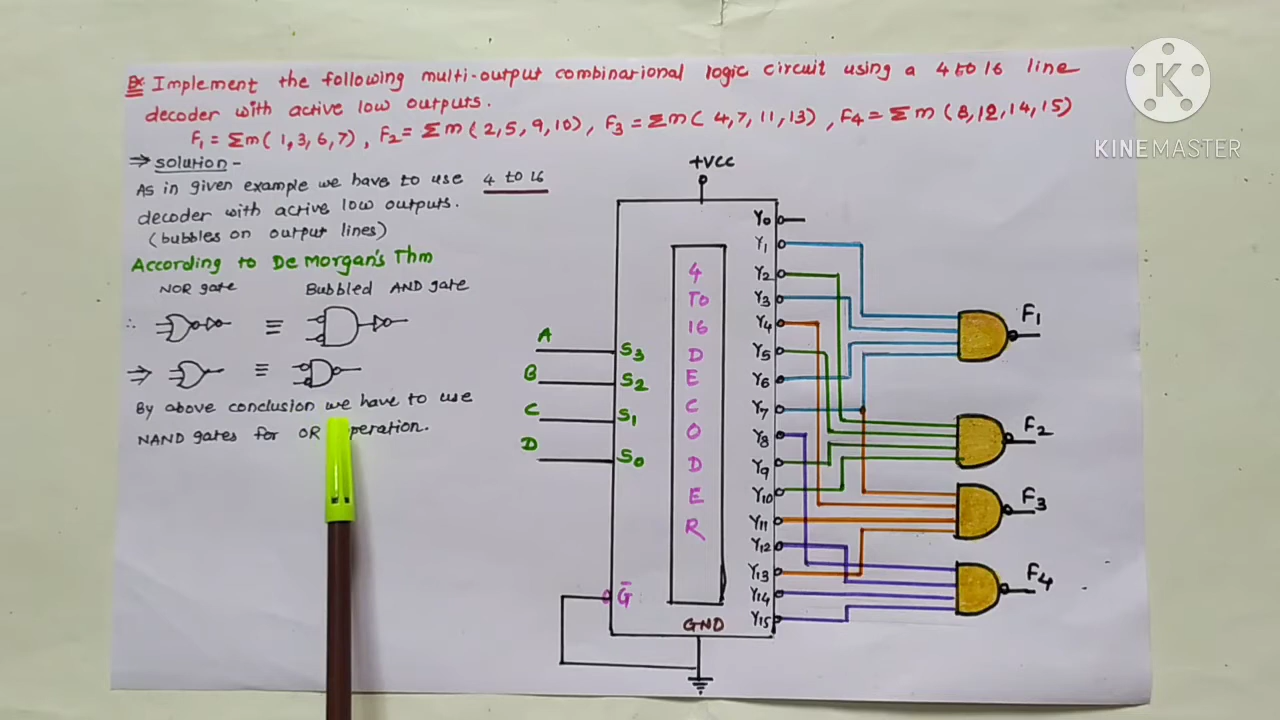 Ex Implement the following multi-output combinarional logic circuit using a 4 to 16 line
decoder with active low outputs.
F₁ = Σm( 1,3,6,7) , F₂= Σm( 2,5,9,10) , F₃ = Σm( 4,7,11,13) , F₄= Σm (8,12,14,15)
⇒ solution -
As in given example we have to use 4 to 16
decoder with active low outputs.
(bubbles on output lines)
According to De Morgan's Thm
NOR gate Bubbled AND gate
∴ ≡
⇒ ≡
By above conclusion we have to use
NAND gates for OR operation.
+Vcc
A S₃
B S₂
C S₁
D S₀
G̅
4
TO
16
D
E
C
O
D
E
R
GND
Y₀
Y₁
Y₂
Y₃
Y₄
Y₅
Y₆
Y₇
Y₈
Y₉
Y₁₀
Y₁₁
Y₁₂
Y₁₃
Y₁₄
Y₁₅
F₁
F₂
F₃
F₄
K
KINEMASTER